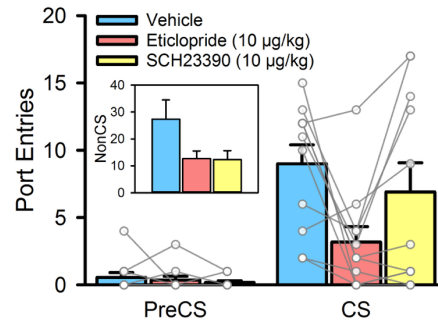 Vehicle
Eticlopride (10 µg/kg)
SCH23390 (10 µg/kg)
Port Entries
20
15
10
5
0
NonCS
40
30
20
10
0
PreCS
CS